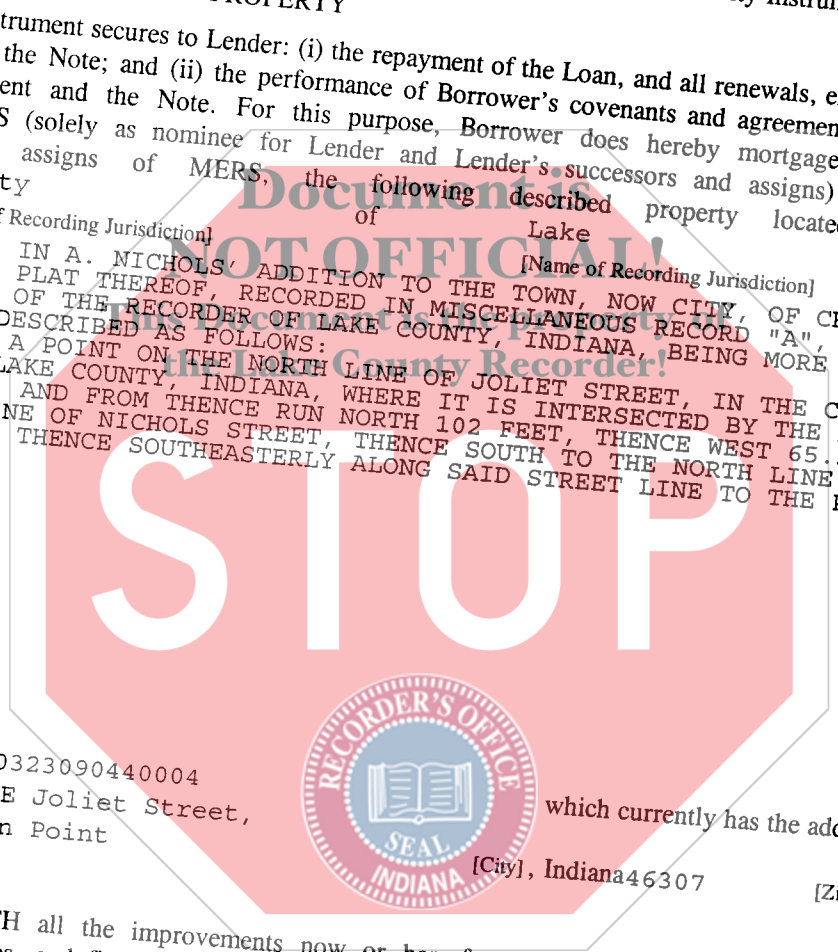 PROPERTY
trument secures to Lender: (i) the repayment of the Loan, and all renewals,
the Note; and (ii) the performance of Borrower's covenants and
ent and the Note. For this purpose, Borrower does hereby mortgage
S (solely as nominee for Lender and Lender's successors and assigns)
assigns of MERS, the following described property
ty of Lake
Recording Jurisdiction] [Name of Recording Jurisdiction]
IN A. NICHOLS' ADDITION TO THE TOWN, NOW CITY, OF
PLAT THEREOF, RECORDED IN MISCELLANEOUS RECORD "A",
OF THE RECORDER OF LAKE COUNTY, INDIANA, BEING MORE
DESCRIBED AS FOLLOWS:
A POINT ON THE NORTH LINE OF JOLIET STREET, IN THE
LAKE COUNTY, INDIANA, WHERE IT IS INTERSECTED BY THE
AND FROM THENCE RUN NORTH 102 FEET, THENCE WEST 65.
NE OF NICHOLS STREET, THENCE SOUTH TO THE NORTH LINE
THENCE SOUTHEASTERLY ALONG SAID STREET LINE TO THE
Document is
NOT OFFICIAL!
This Document is the property of
the Lake County Recorder!
STOP
RECORDER'S OFFICE
SEAL
INDIANA
0323090440004
E Joliet Street,
which currently has the
n Point
[City], Indiana46307
TH all the improvements now or